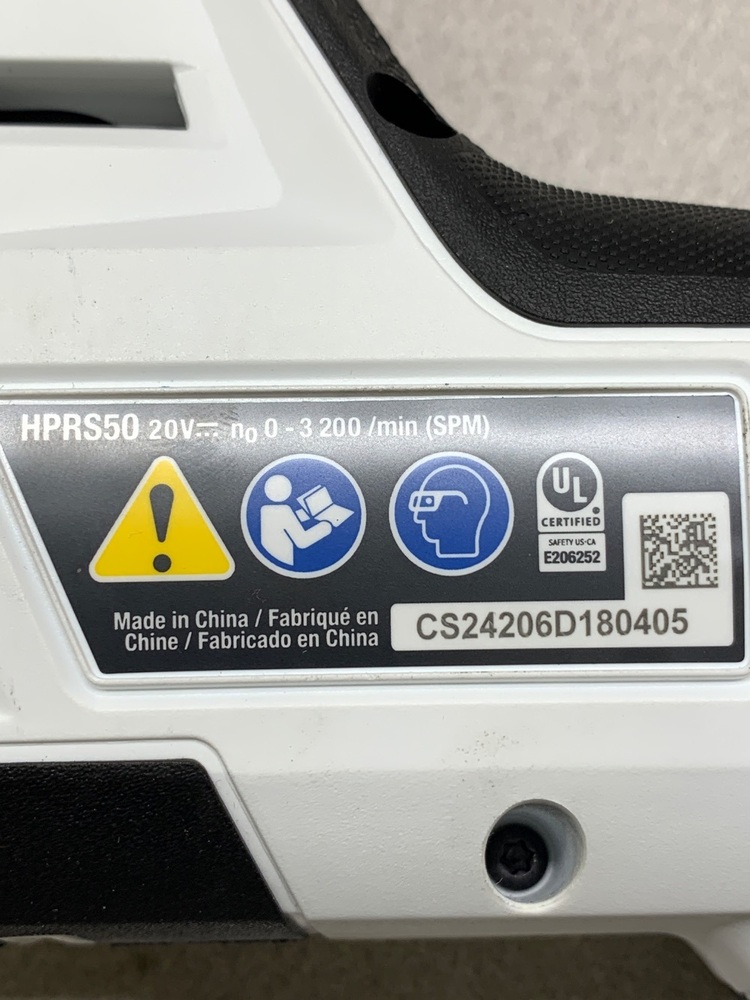 HPRS50 20V⎓ n₀ 0 - 3 200 /min (SPM)
UL
CERTIFIED
SAFETY US-CA
E206252
Made in China / Fabriqué en
Chine / Fabricado en China
CS24206D180405